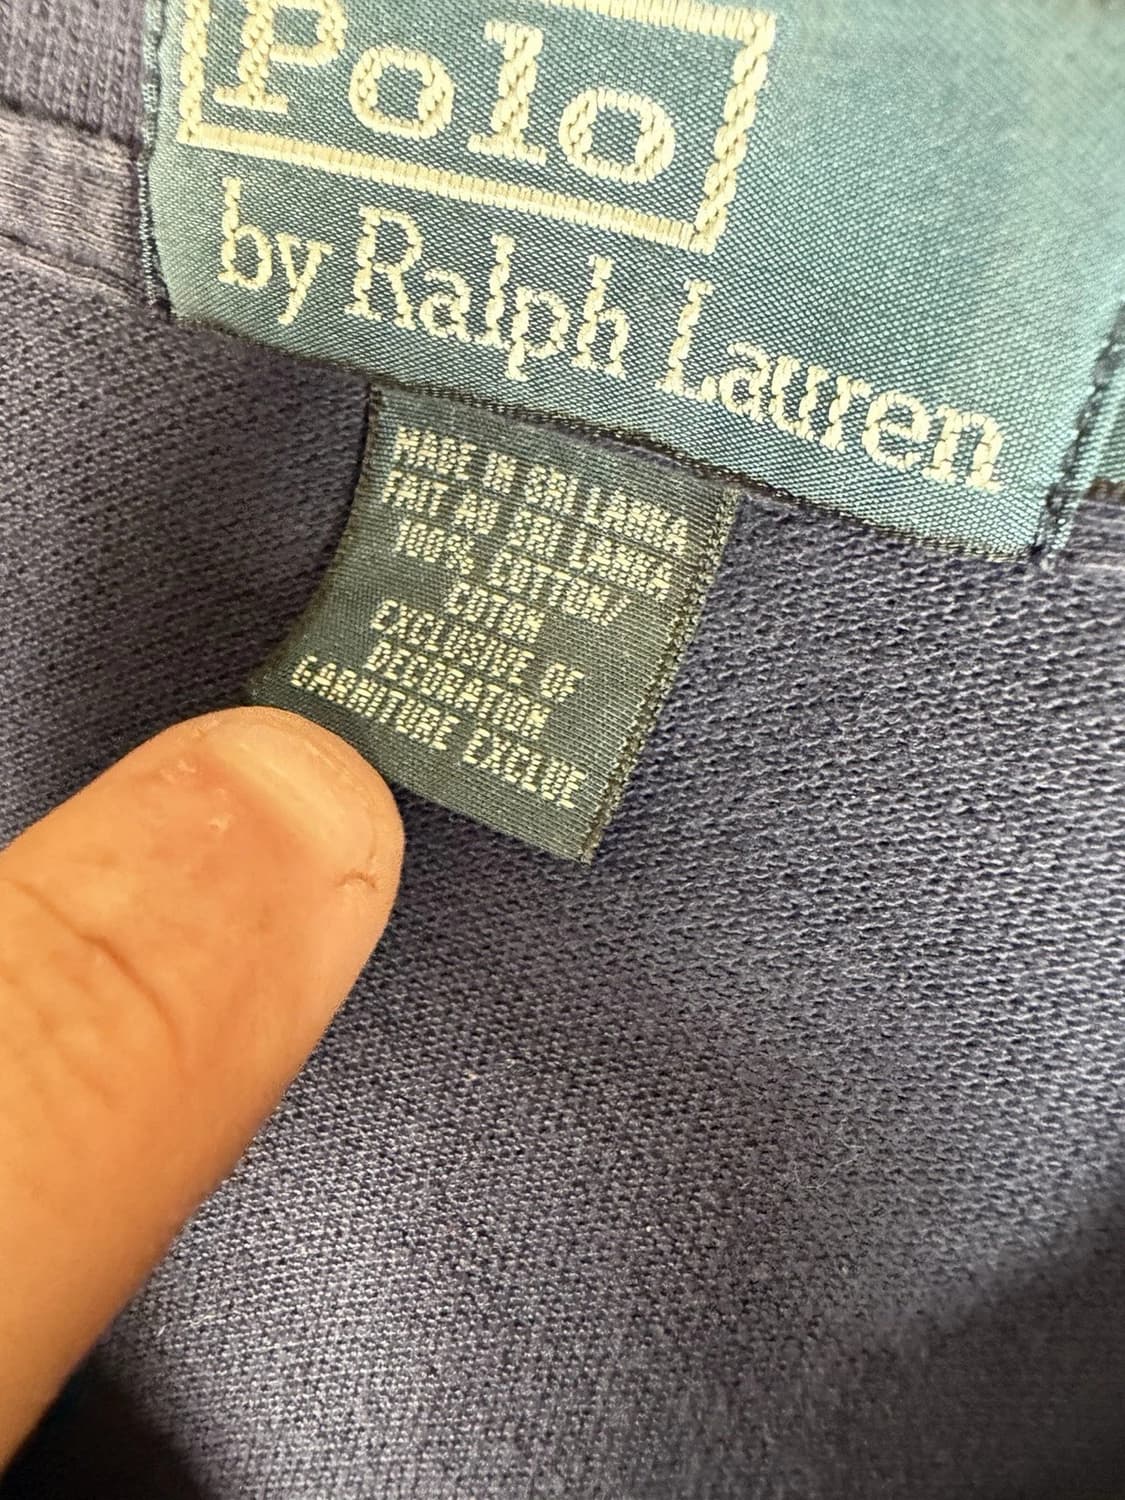 Polo
by Ralph Lauren
MADE IN SRI LANKA
FAIT AU SRI LANKA
100% COTTON/
COTON
EXCLUSIVE OF
DECORATION
GARNITURE EXCLUE